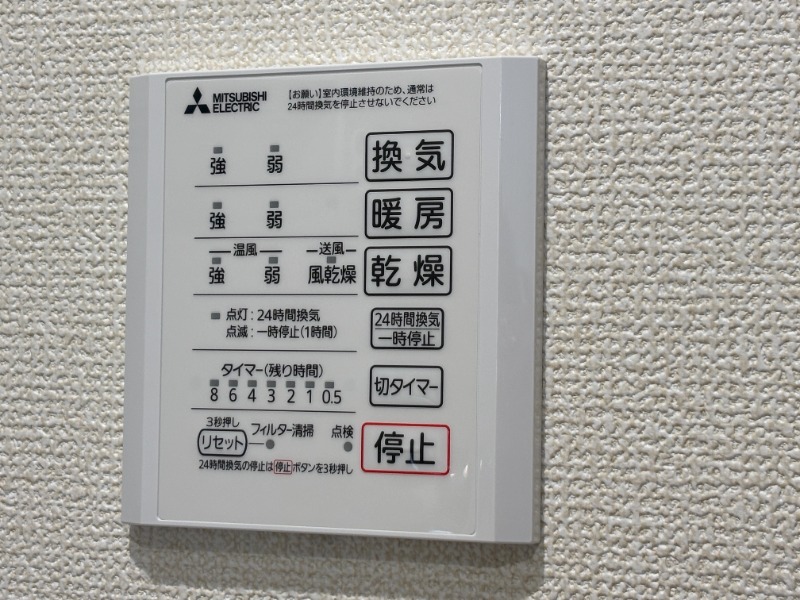 MITSUBISHI
ELECTRIC
【お願い】室内環境維持のため、通常は
24時間換気を停止させないでください
強 弱 換気
強 弱 暖房
温風 送風
強 弱 風乾燥 乾燥
点灯:24時間換気
点滅:一時停止(1時間)
24時間換気
一時停止
タイマー(残り時間)
8 6 4 3 2 1 0.5
切タイマー
3秒押し
リセット フィルター清掃 点検
停止
24時間換気の停止は停止ボタンを3秒押し